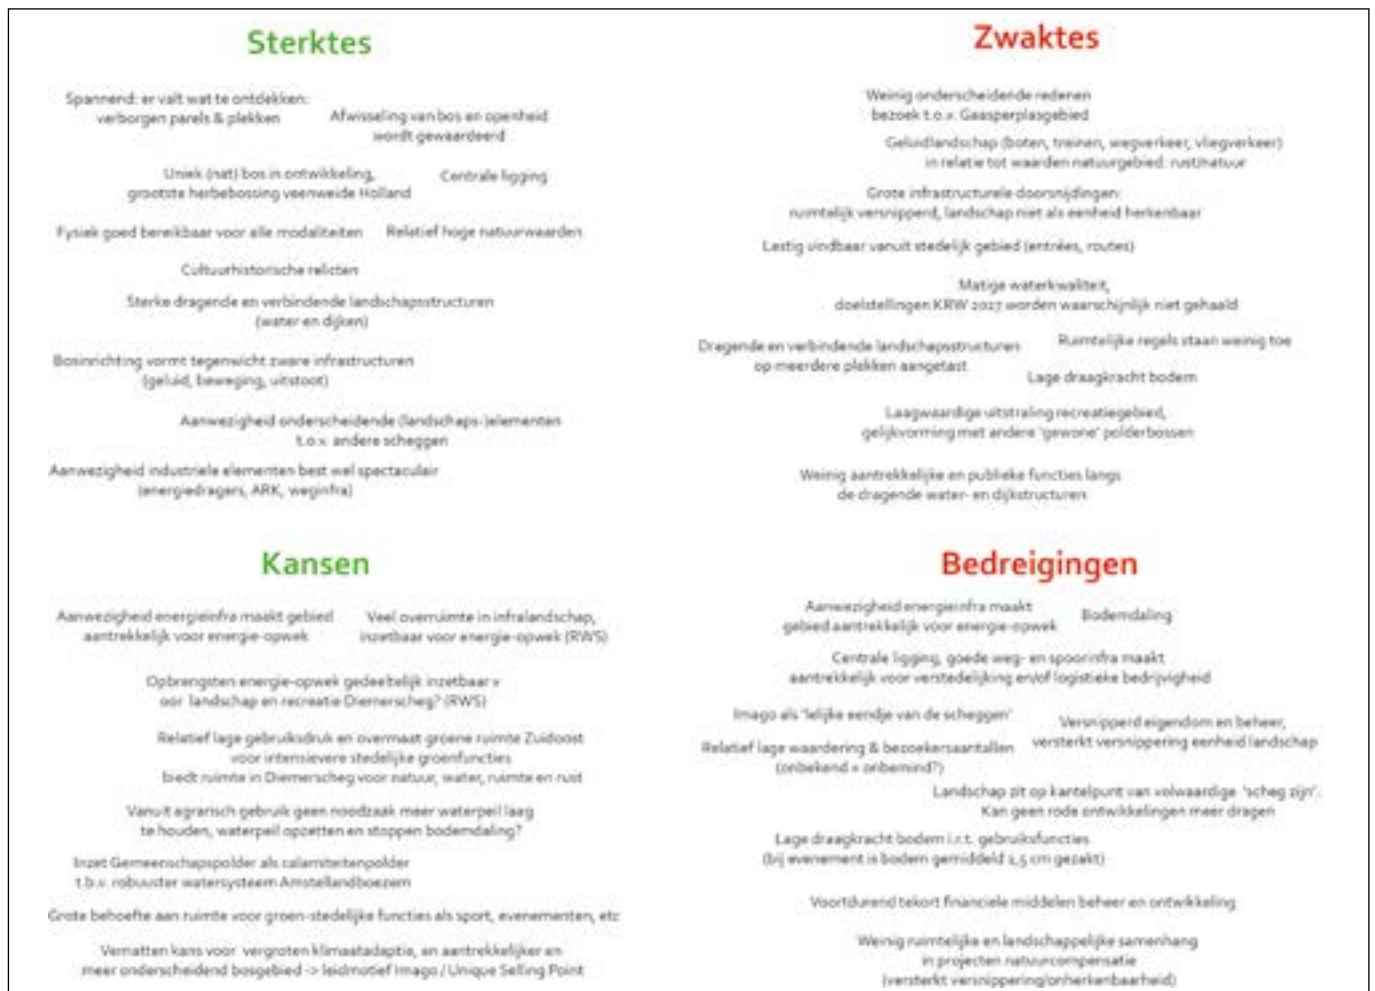 Sterktes
Spannend: er valt wat te ontdekken:
verborgen parels & plekken
Afwisseling van bos en openheid
wordt gewaardeerd
Uniek (nat) bos in ontwikkeling,
grootste herbebossing veenweide Holland
Centrale ligging
Fysiek goed bereikbaar voor alle modaliteiten
Relatief hoge natuurwaarden
Cultuurhistorische relicten
Sterke dragende en verbindende landschapsstructuren
(water en dijken)
Bosinrichting vormt tegenwicht zware infrastructuren
(geluid, beweging, uitstoot)
Aanwezigheid onderscheidende (landschaps-)elementen
t.o.v. andere scheggen
Aanwezigheid industriele elementen best wel spectaculair
(energiedragers, ARK, weginfra)
Zwaktes
Weinig onderscheidende redenen
bezoek t.o.v. Gaasperplasgebied
Geluidlandschap (boten, treinen, wegverkeer, vliegverkeer)
in relatie tot waarden natuurgebied: rust/natuur
Grote infrastructurele doorsnijdingen:
ruimtelijk versnipperd, landschap niet als eenheid herkenbaar
Lastig vindbaar vanuit stedelijk gebied (entrées, routes)
Matige waterkwaliteit,
doelstellingen KRW 2027 worden waarschijnlijk niet gehaald
Dragende en verbindende landschapsstructuren
op meerdere plekken aangetast
Ruimtelijke regels staan weinig toe
Lage draagkracht bodem
Laagwaardige uitstraling recreatiegebied,
gelijkvorming met andere 'gewone' polderbossen
Weinig aantrekkelijke en publieke functies langs
de dragende water- en dijkstructuren
Kansen
Aanwezigheid energieinfra maakt gebied
aantrekkelijk voor energie-opwek
Veel overruimte in infralandschap,
inzetbaar voor energie-opwek (RWS)
Opbrengsten energie-opwek gedeeltelijk inzetbaar v
oor landschap en recreatie Diemerscheg? (RWS)
Relatief lage gebruiksdruk en overmaat groene ruimte Zuidoost
voor intensievere stedelijke groenfuncties
biedt ruimte in Diemerscheg voor natuur, water, ruimte en rust
Vanuit agrarisch gebruik geen noodzaak meer waterpeil laag
te houden, waterpeil opzetten en stoppen bodemdaling?
Inzet Gemeenschapspolder als calamiteitenpolder
t.b.v. robuuster watersysteem Amstellandboezem
Grote behoefte aan ruimte voor groen-stedelijke functies als sport, evenementen, etc
Vernatten kans voor vergroten klimaatadaptie, en aantrekkelijker en
meer onderscheidend bosgebied -> leidmotief Imago / Unique Selling Point
Bedreigingen
Aanwezigheid energieinfra maakt
gebied aantrekkelijk voor energie-opwek
Bodemdaling
Centrale ligging, goede weg- en spoorinfra maakt
aantrekkelijk voor verstedelijking en/of logistieke bedrijvigheid
Imago als 'lelijke eendje van de scheggen'
Versnipperd eigendom en beheer,
versterkt versnippering eenheid landschap
Relatief lage waardering & bezoekersaantallen
(onbekend = onbemind?)
Landschap zit op kantelpunt van volwaardige 'scheg zijn'.
Kan geen rode ontwikkelingen meer dragen
Lage draagkracht bodem i.r.t. gebruiksfuncties
(bij evenement is bodem gemiddeld 2,5 cm gezakt)
Voortdurend tekort financiele middelen beheer en ontwikkeling
Weinig ruimtelijke en landschappelijke samenhang
in projecten natuurcompensatie
(versterkt versnippering/onherkenbaarheid)